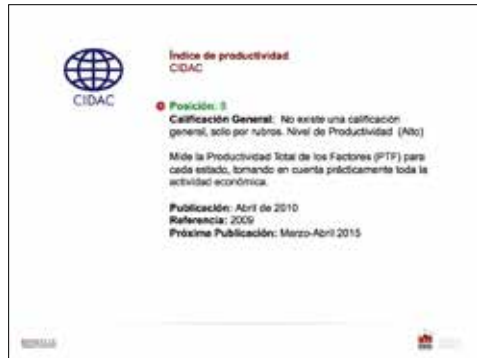 Índice de productividad
CIDAC
CIDAC
Posición: 8
Calificación General: No existe una calificación
general, solo por rubros. Nivel de Productividad (Alto)
Mide la Productividad Total de los Factores (PTF) para
cada estado, tomando en cuenta prácticamente toda la
actividad económica.
Publicación: Abril de 2010
Referencia: 2009
Próxima Publicación: Marzo-Abril 2015